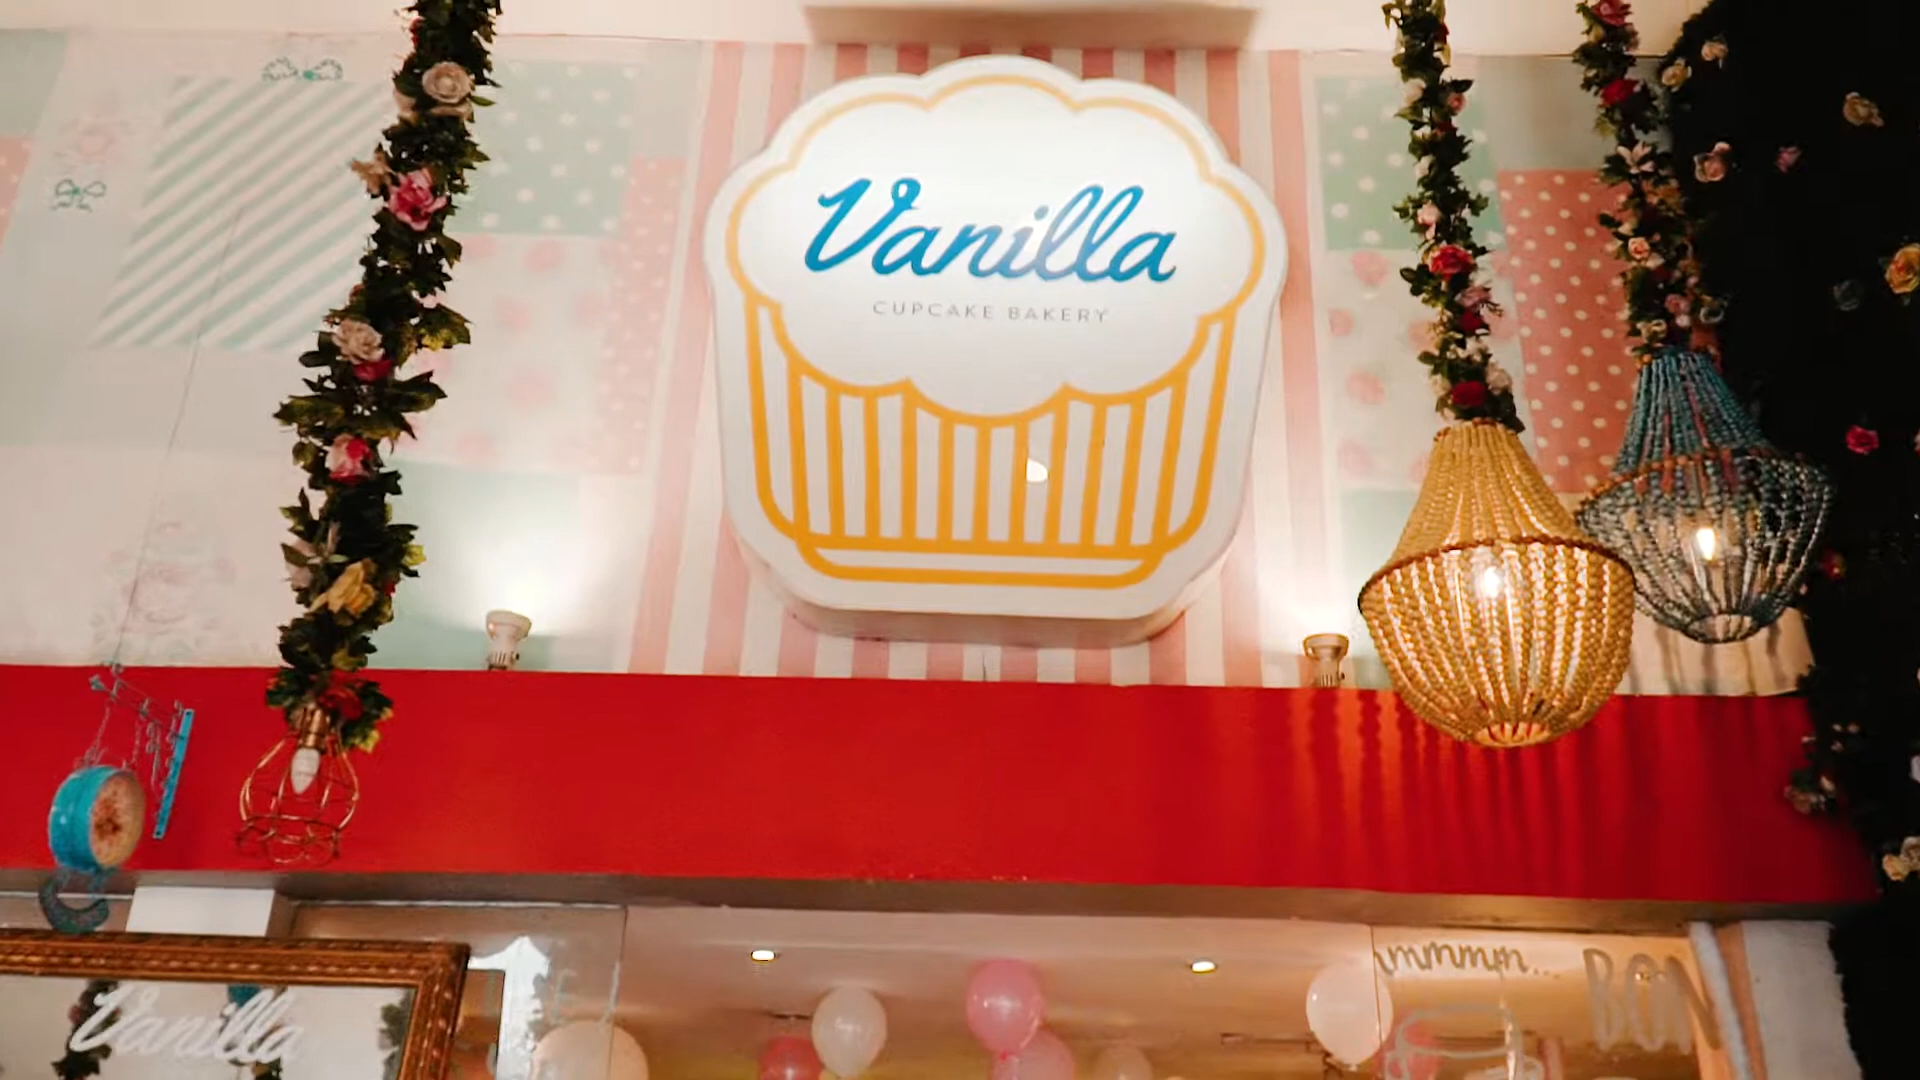 Vanilla
CUPCAKE BAKERY
mmmm...
BON
Vanilla